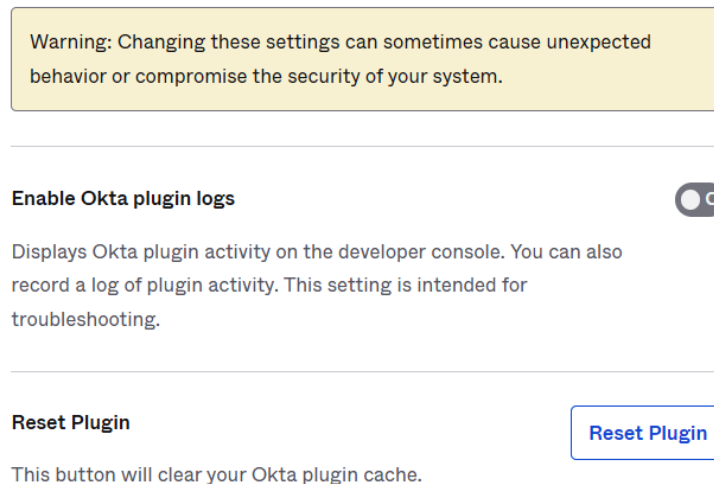 Warning: Changing these settings can sometimes cause unexpected
behavior or compromise the security of your system.
Enable Okta plugin logs
Displays Okta plugin activity on the developer console. You can also
record a log of plugin activity. This setting is intended for
troubleshooting.
Reset Plugin
Reset Plugin
This button will clear your Okta plugin cache.